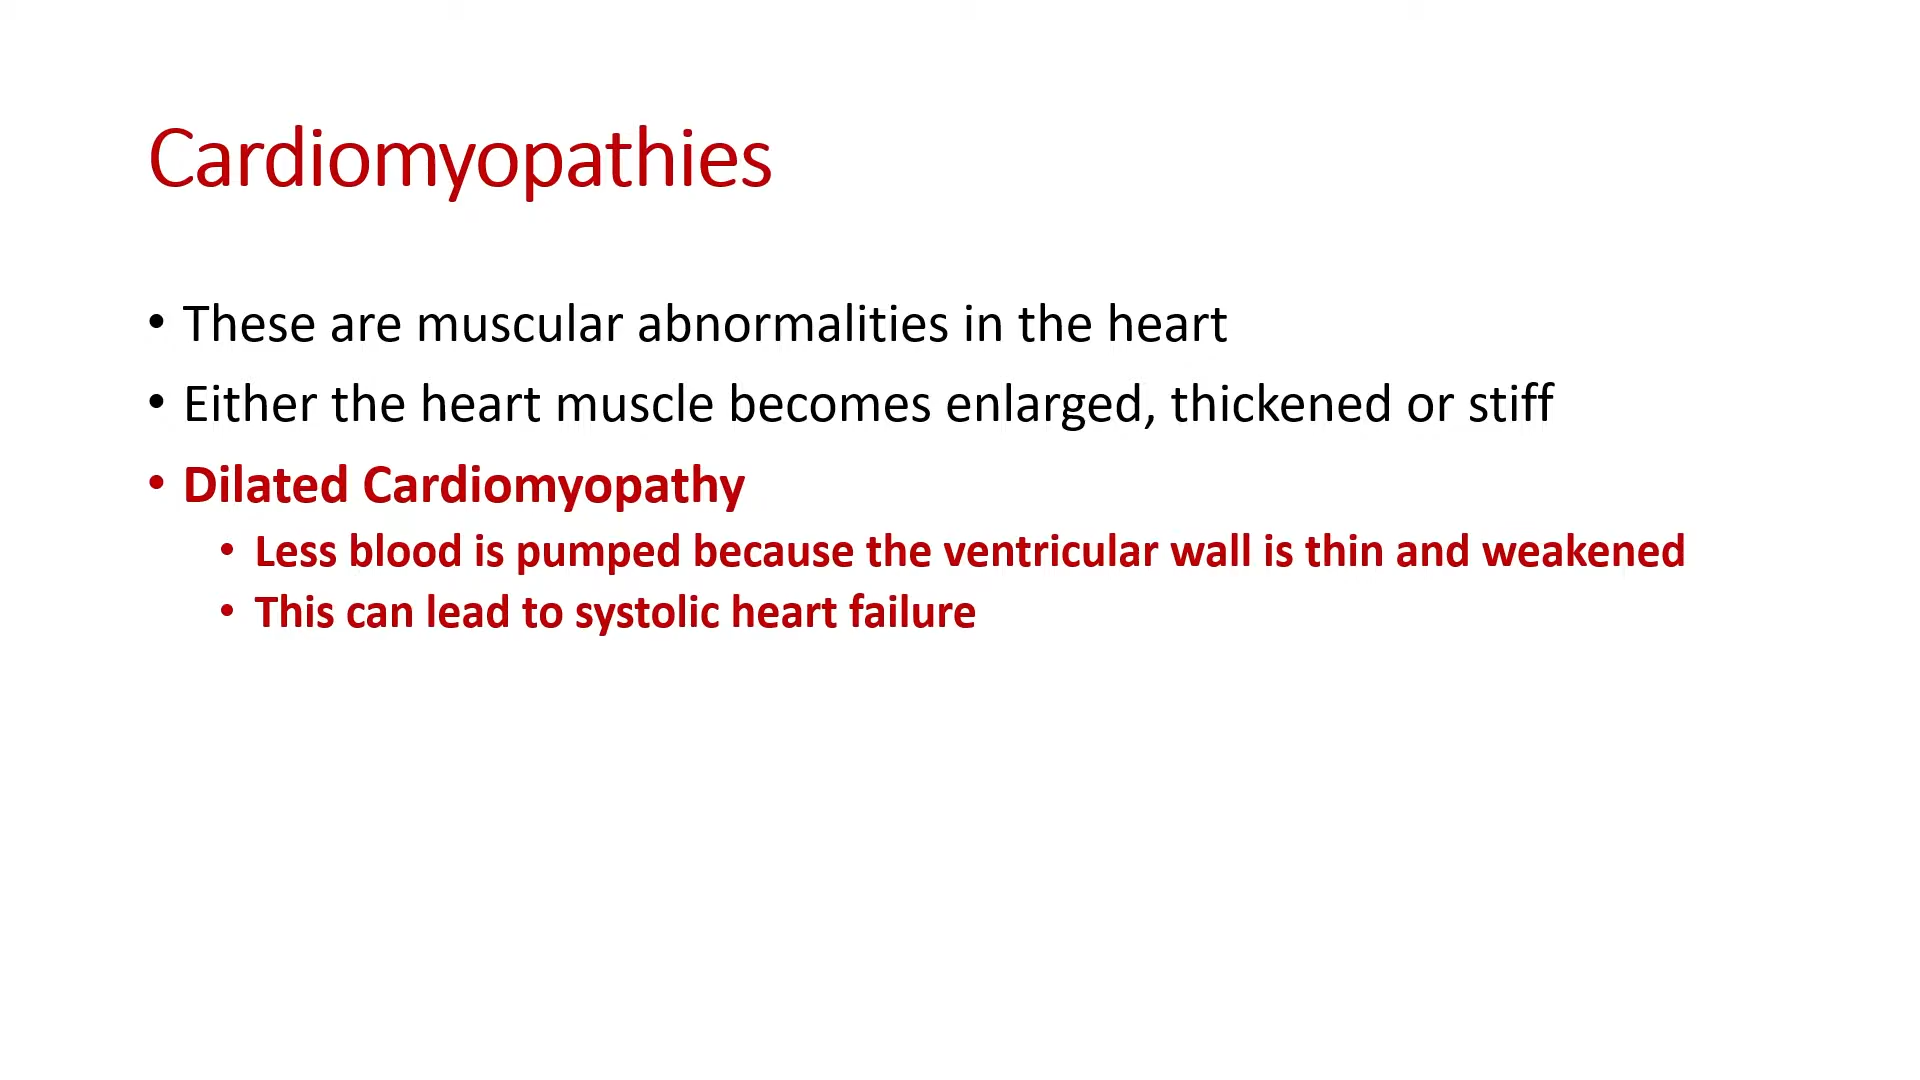 Cardiomyopathies
• These are muscular abnormalities in the heart
• Either the heart muscle becomes enlarged, thickened or stiff
• Dilated Cardiomyopathy
• Less blood is pumped because the ventricular wall is thin and weakened
• This can lead to systolic heart failure